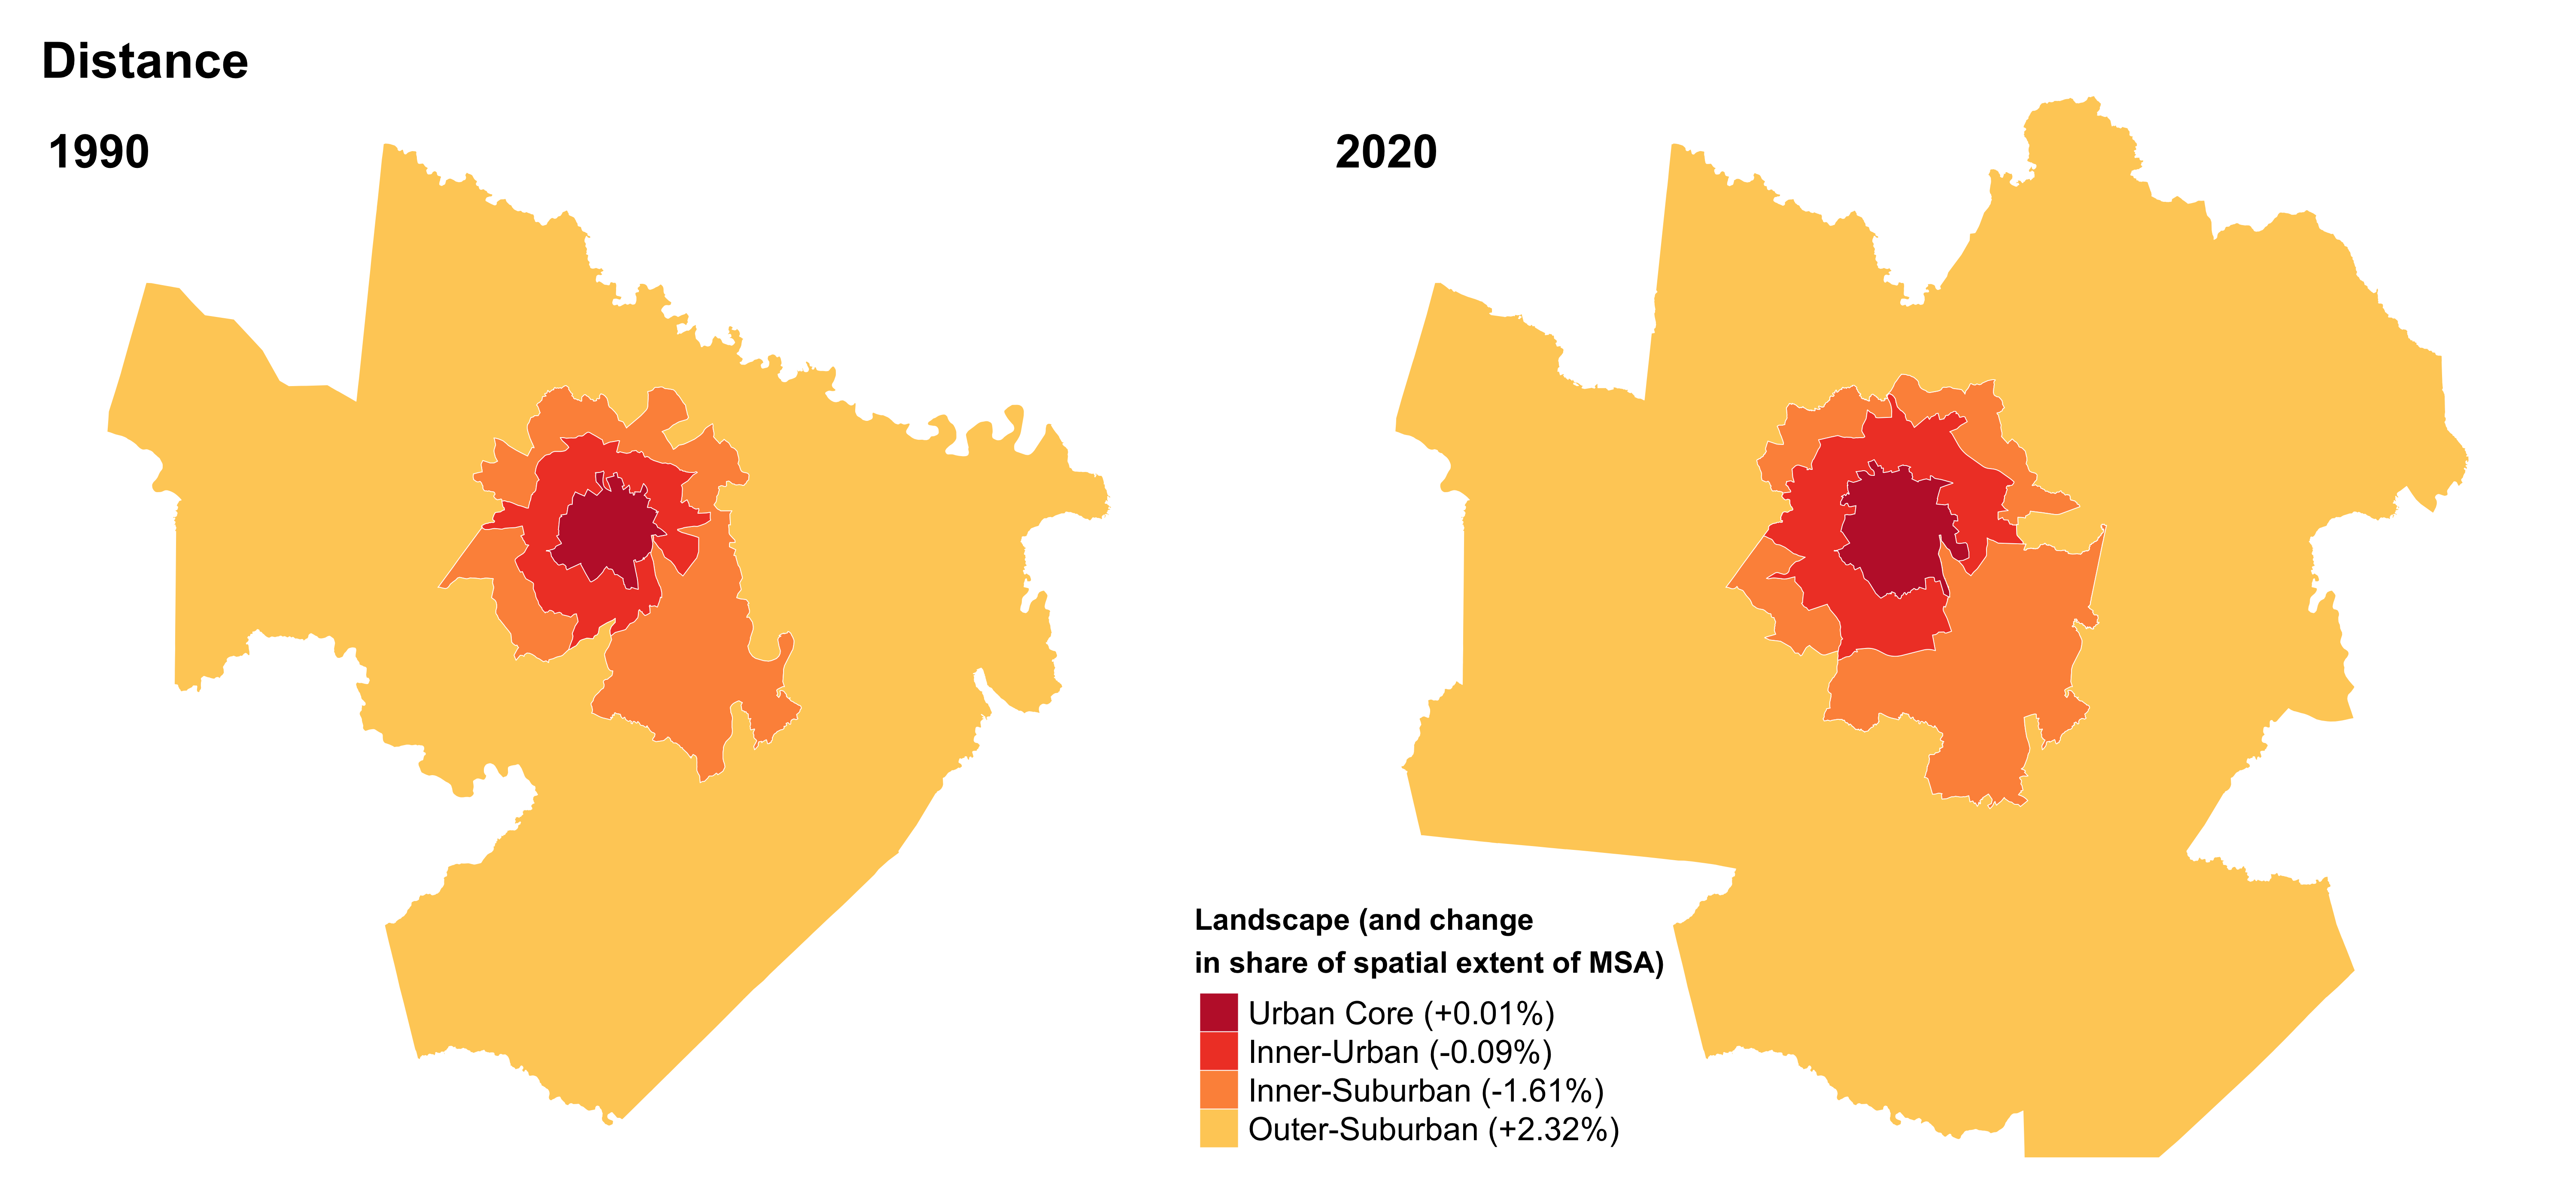 Distance
1990
2020
Landscape (and change
in share of spatial extent of MSA)
Urban Core (+0.01%)
Inner-Urban (-0.09%)
Inner-Suburban (-1.61%)
Outer-Suburban (+2.32%)